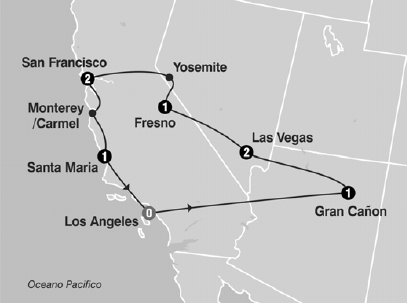 San Francisco
2
Yosemite
Monterey
/Carmel
1
Fresno
Las Vegas
2
1
Santa Maria
1
Gran Cañon
0
Los Angeles
Oceano Pacífico